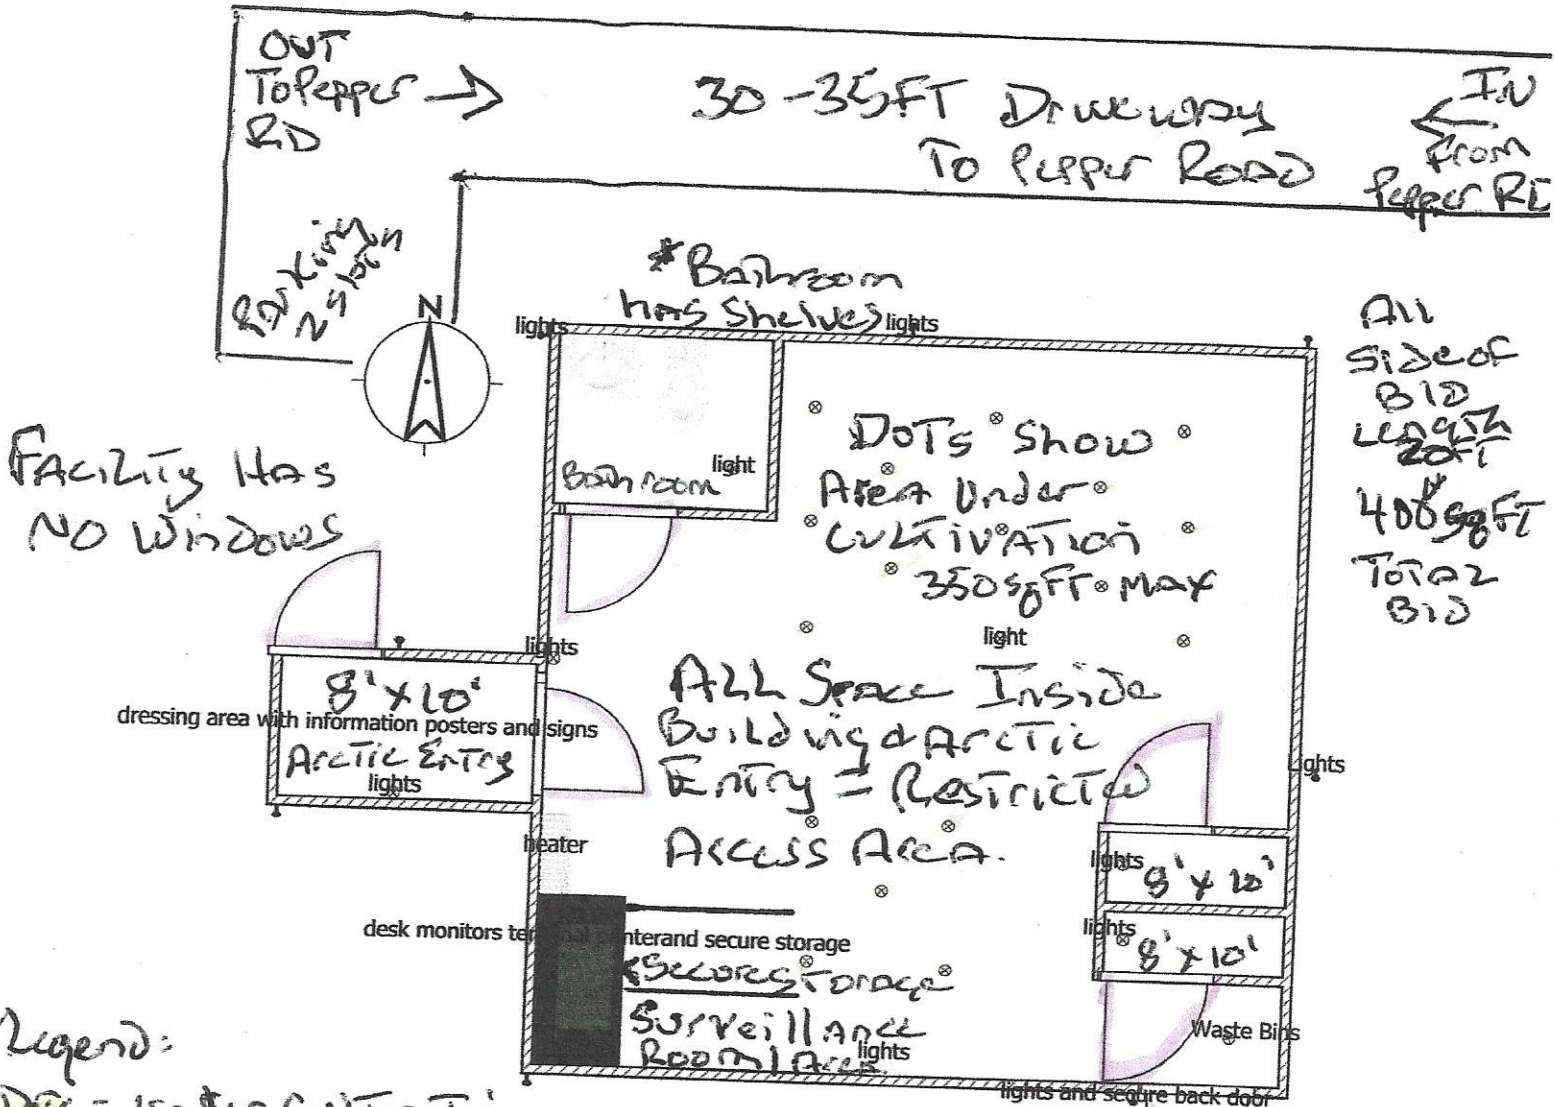 OUT
To Pepper
RD
30-35FT Driveway
To Pepper Road
IN
From
Pepper RD
Parking
N
*Bathroom
HAS Shelves
lights
lights
All
Side of
BLD
Length
20FT
400 sqFT
Total
BLD
Facility Has
No Windows
Bathroom
light
Dots Show
Area Under
Cultivation
350 sqFT Max
light
lights
8'x10'
dressing area with information posters and signs
Arctic Entry
lights
All Space Inside
Building & Arctic
Entry = Restricted
Access Area.
Lights
heater
lights
8'x10'
lights
8'x10'
desk monitors terminal printerand secure storage
Secure Storage
Surveillance
Room/Area
lights
Waste Bins
lights and secure back door
Legend: